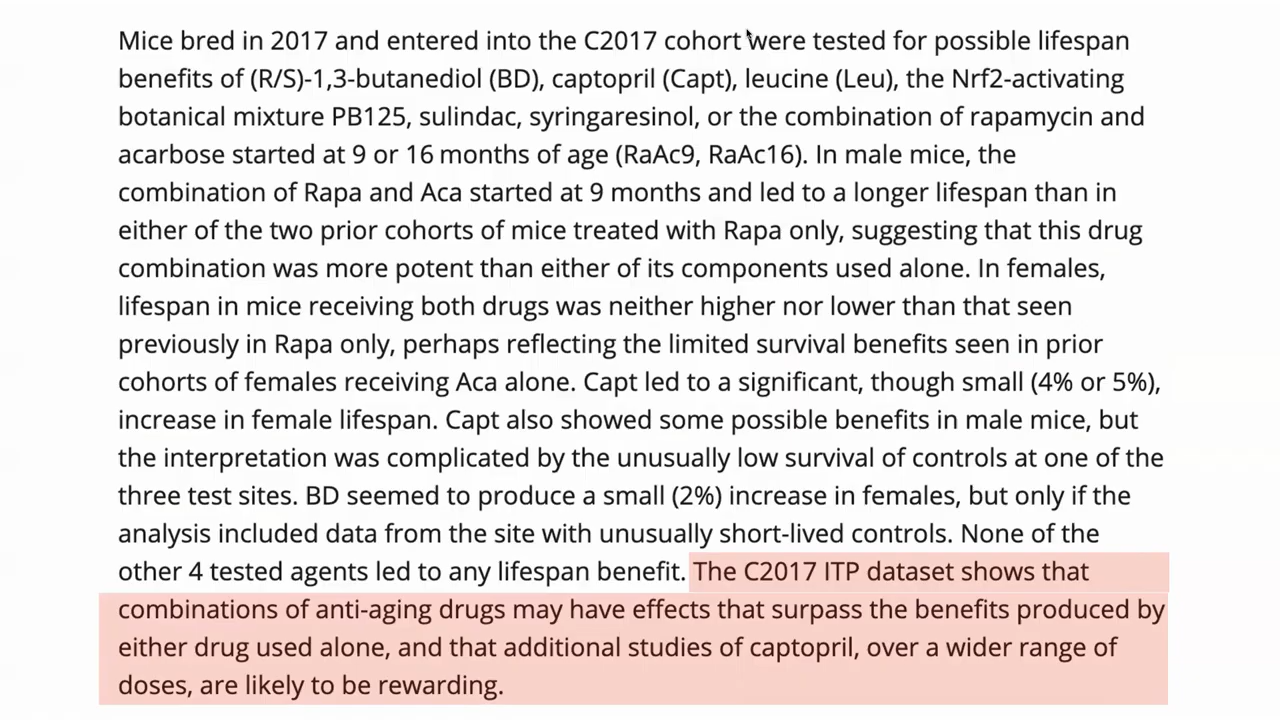 Mice bred in 2017 and entered into the C2017 cohort were tested for possible lifespan
benefits of (R/S)-1,3-butanediol (BD), captopril (Capt), leucine (Leu), the Nrf2-activating
botanical mixture PB125, sulindac, syringaresinol, or the combination of rapamycin and
acarbose started at 9 or 16 months of age (RaAc9, RaAc16). In male mice, the
combination of Rapa and Aca started at 9 months and led to a longer lifespan than in
either of the two prior cohorts of mice treated with Rapa only, suggesting that this drug
combination was more potent than either of its components used alone. In females,
lifespan in mice receiving both drugs was neither higher nor lower than that seen
previously in Rapa only, perhaps reflecting the limited survival benefits seen in prior
cohorts of females receiving Aca alone. Capt led to a significant, though small (4% or 5%),
increase in female lifespan. Capt also showed some possible benefits in male mice, but
the interpretation was complicated by the unusually low survival of controls at one of the
three test sites. BD seemed to produce a small (2%) increase in females, but only if the
analysis included data from the site with unusually short-lived controls. None of the
other 4 tested agents led to any lifespan benefit. The C2017 ITP dataset shows that
combinations of anti-aging drugs may have effects that surpass the benefits produced by
either drug used alone, and that additional studies of captopril, over a wider range of
doses, are likely to be rewarding.